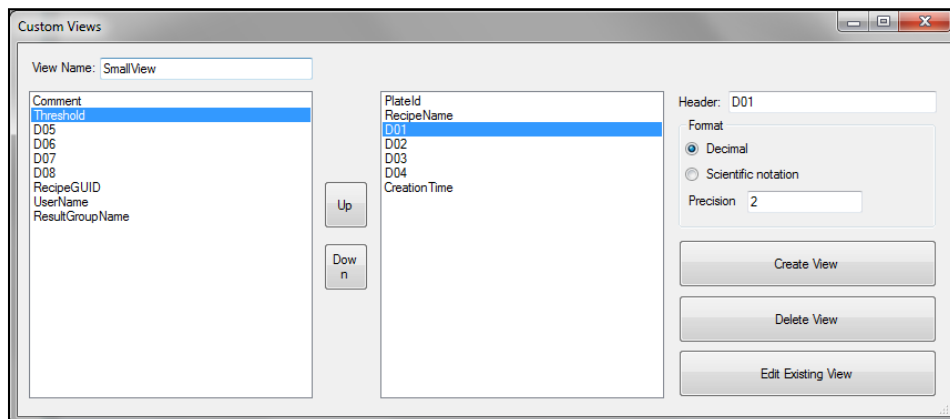 Custom Views
View Name: SmallView
Comment
Threshold
D05
D06
D07
D08
RecipeGUID
UserName
ResultGroupName
Up
Dow
n
PlateId
RecipeName
D01
D02
D03
D04
CreationTime
Header: D01
Format
Decimal
Scientific notation
Precision 2
Create View
Delete View
Edit Existing View